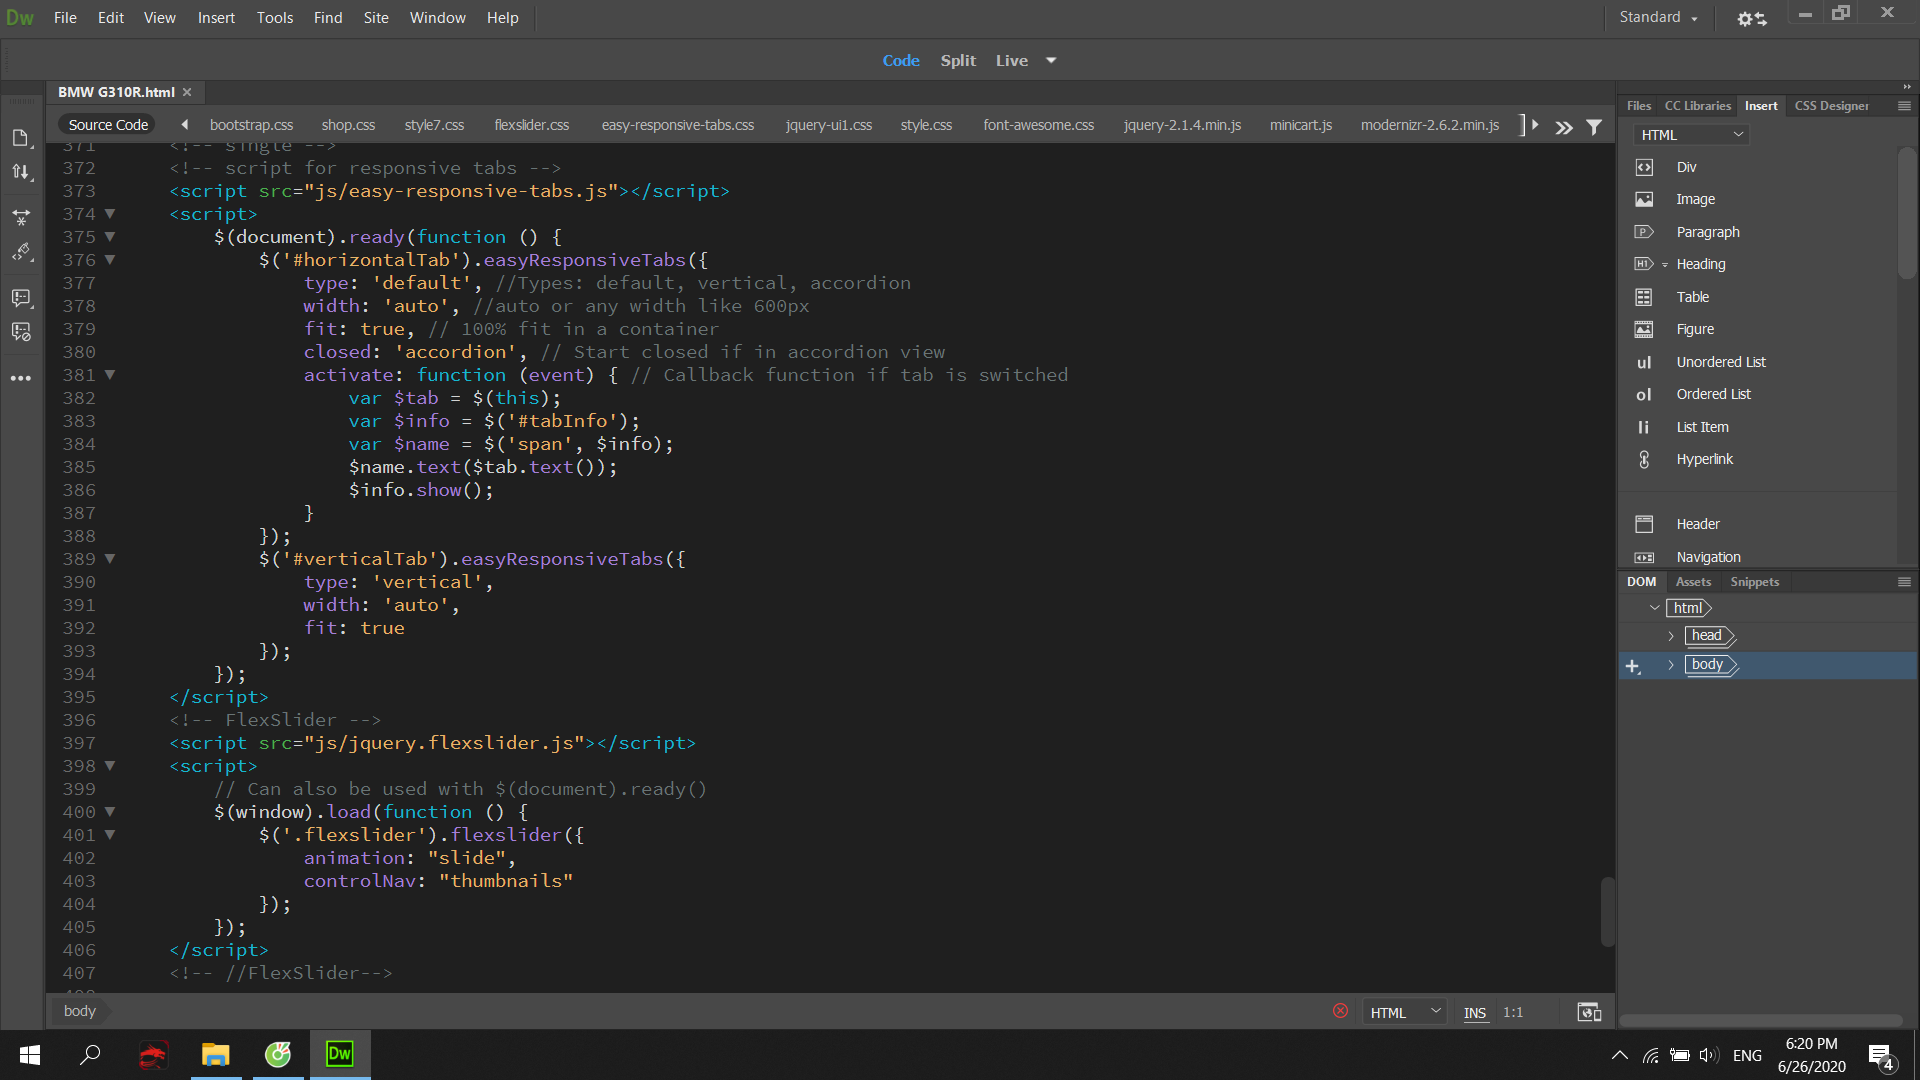 Dw File Edit View Insert Tools Find Site Window Help Standard
Code Split Live
BMW G310R.html
Source Code bootstrap.css shop.css style7.css flexslider.css easy-responsive-tabs.css jquery-ui1.css style.css font-awesome.css jquery-2.1.4.min.js minicart.js modernizr-2.6.2.min.js
371 <!-- single -->
372 <!-- script for responsive tabs -->
373 <script src="js/easy-responsive-tabs.js"></script>
374 <script>
375 $(document).ready(function () {
376 $('#horizontalTab').easyResponsiveTabs({
377 type: 'default', //Types: default, vertical, accordion
378 width: 'auto', //auto or any width like 600px
379 fit: true, // 100% fit in a container
380 closed: 'accordion', // Start closed if in accordion view
381 activate: function (event) { // Callback function if tab is switched
382 var $tab = $(this);
383 var $info = $('#tabInfo');
384 var $name = $('span', $info);
385 $name.text($tab.text());
386 $info.show();
387 }
388 });
389 $('#verticalTab').easyResponsiveTabs({
390 type: 'vertical',
391 width: 'auto',
392 fit: true
393 });
394 });
395 </script>
396 <!-- FlexSlider -->
397 <script src="js/jquery.flexslider.js"></script>
398 <script>
399 // Can also be used with $(document).ready()
400 $(window).load(function () {
401 $('.flexslider').flexslider({
402 animation: "slide",
403 controlNav: "thumbnails"
404 });
405 });
406 </script>
407 <!-- //FlexSlider-->
body HTML INS 1:1
Files CC Libraries Insert CSS Designer
HTML
Div
Image
P Paragraph
H1 Heading
Table
Figure
ul Unordered List
ol Ordered List
li List Item
Hyperlink
Header
Navigation
DOM Assets Snippets
html
head
body
Dw
ENG
6:20 PM
6/26/2020
4